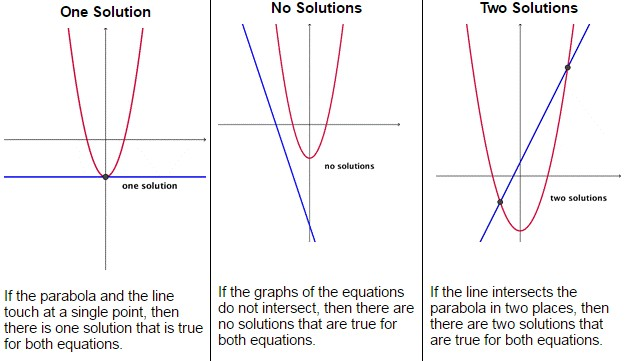 One Solution
one solution
If the parabola and the line
touch at a single point, then
there is one solution that is true
for both equations.
No Solutions
no solutions
If the graphs of the equations
do not intersect, then there are
no solutions that are true for
both equations.
Two Solutions
two solutions
If the line intersects the
parabola in two places, then
there are two solutions that
are true for both equations.